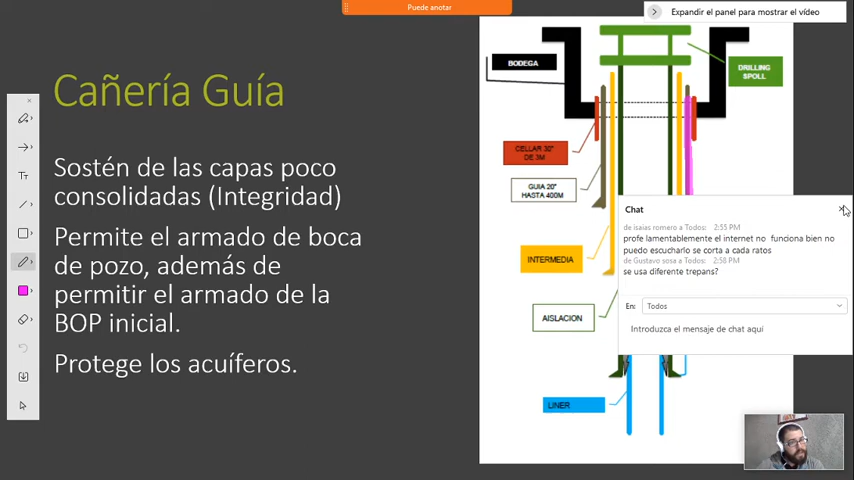 Puede anotar
Expandir el panel para mostrar el vídeo
Cañería Guía
Sostén de las capas poco
consolidadas (Integridad)
Permite el armado de boca
de pozo, además de
permitir el armado de la
BOP inicial.
Protege los acuíferos.
BODEGA
DRILLING
SPOLL
CELLAR 30"
DE 3M
GUIA 20"
HASTA 400M
INTERMEDIA
AISLACION
LINER
Chat
de isaias romero a Todos: 2:55 PM
profe lamentablemente el internet no funciona bien no
puedo escucharlo se corta a cada ratos
de Gustavo sosa a Todos: 2:58 PM
se usa diferente trepans?
En: Todos
Introduzca el mensaje de chat aquí